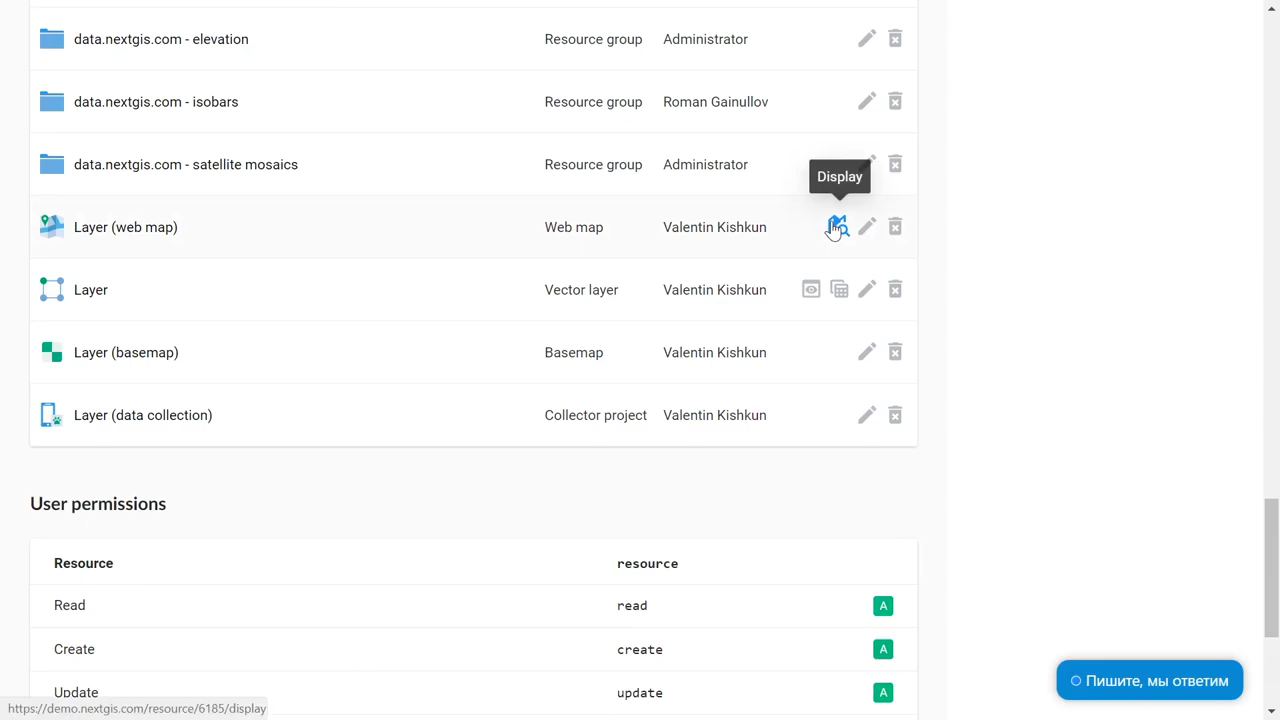 data.nextgis.com - elevation Resource group Administrator
data.nextgis.com - isobars Resource group Roman Gainullov
data.nextgis.com - satellite mosaics Resource group Administrator
Display
Layer (web map) Web map Valentin Kishkun
Layer Vector layer Valentin Kishkun
Layer (basemap) Basemap Valentin Kishkun
Layer (data collection) Collector project Valentin Kishkun
User permissions
Resource resource
Read read A
Create create A
Update update A
Пишите, мы ответим
https://demo.nextgis.com/resource/6185/display